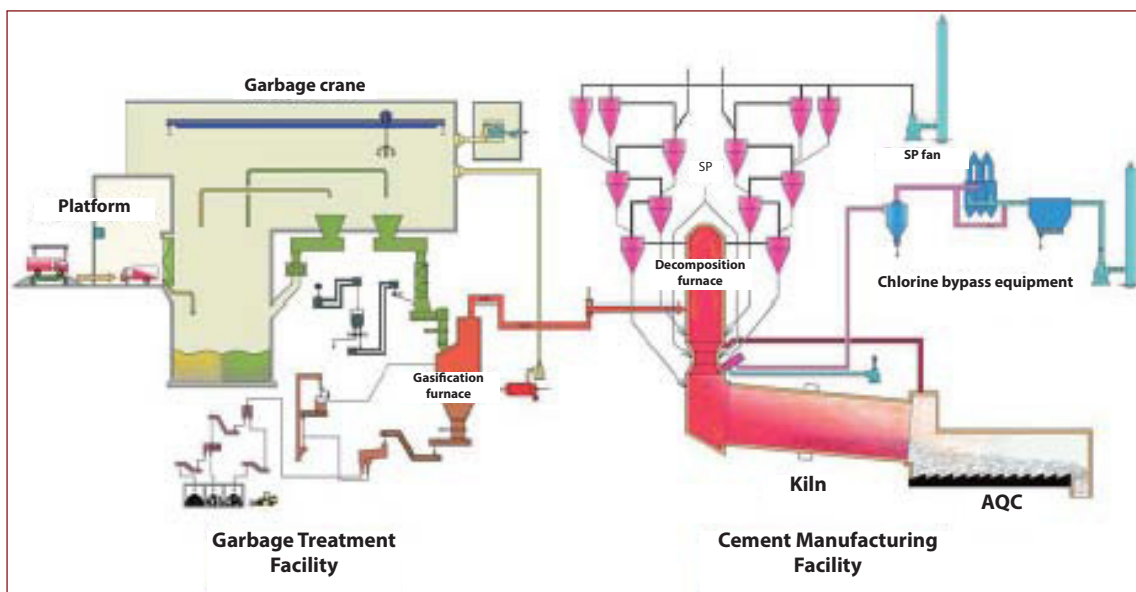 Garbage crane
Platform
SP fan
SP
Decomposition
furnace
Chlorine bypass equipment
Gasification
furnace
Kiln
AQC
Garbage Treatment
Facility
Cement Manufacturing
Facility